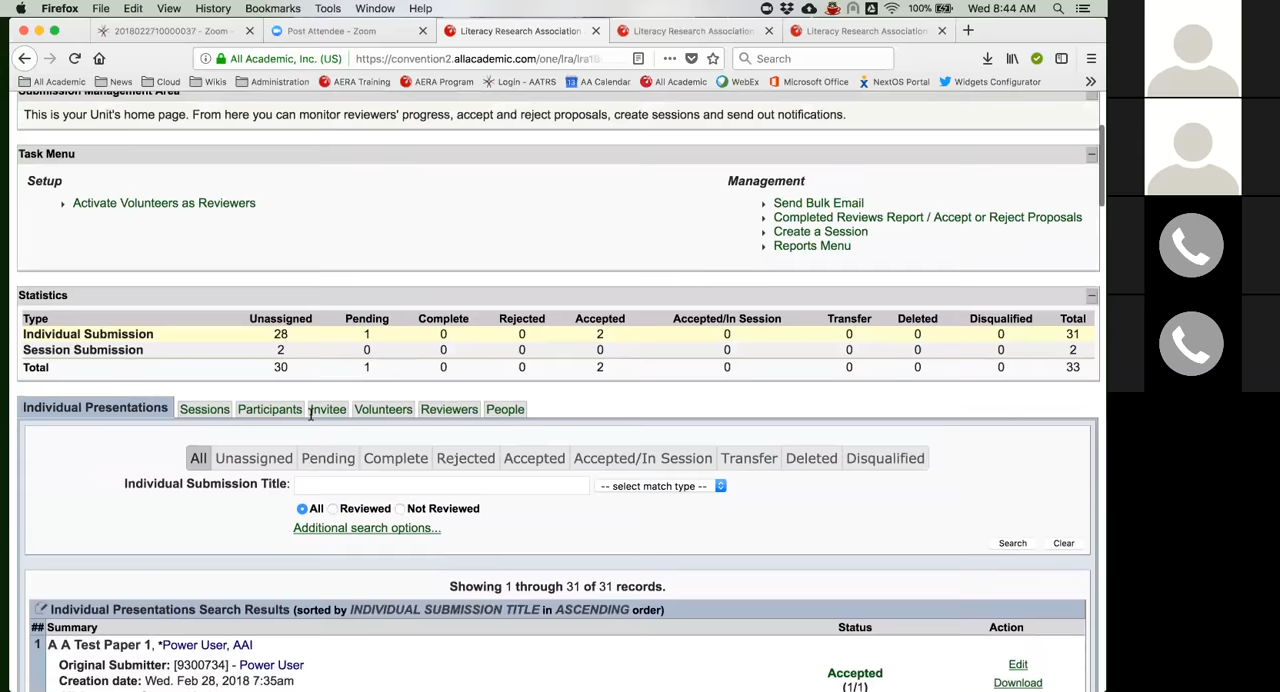 Firefox File Edit View History Bookmarks Tools Window Help 100% Wed 8:44 AM
2018022710000037 - Zoom Post Attendee - Zoom Literacy Research Association Literacy Research Association Literacy Research Association
All Academic, Inc. (US) https://convention2.allacademic.com/one/lra/lra1 Search
All Academic News Cloud Wikis Administration AERA Training AERA Program Login - AATRS AA Calendar All Academic WebEx Microsoft Office NextOS Portal Widgets Configurator
Submission Management Area
This is your Unit's home page. From here you can monitor reviewers' progress, accept and reject proposals, create sessions and send out notifications.
Task Menu
Setup Management
Activate Volunteers as Reviewers Send Bulk Email
Completed Reviews Report / Accept or Reject Proposals
Create a Session
Reports Menu
Statistics
Type Unassigned Pending Complete Rejected Accepted Accepted/In Session Transfer Deleted Disqualified Total
Individual Submission 28 1 0 0 2 0 0 0 0 31
Session Submission 2 0 0 0 0 0 0 0 0 2
Total 30 1 0 0 2 0 0 0 0 33
Individual Presentations Sessions Participants Invitee Volunteers Reviewers People
All Unassigned Pending Complete Rejected Accepted Accepted/In Session Transfer Deleted Disqualified
Individual Submission Title: -- select match type --
All Reviewed Not Reviewed
Additional search options...
Search Clear
Showing 1 through 31 of 31 records.
Individual Presentations Search Results (sorted by INDIVIDUAL SUBMISSION TITLE in ASCENDING order)
## Summary Status Action
1 A A Test Paper 1, *Power User, AAI
Original Submitter: [9300734] - Power User Edit
Creation date: Wed. Feb 28, 2018 7:35am Accepted Download
(1/1)